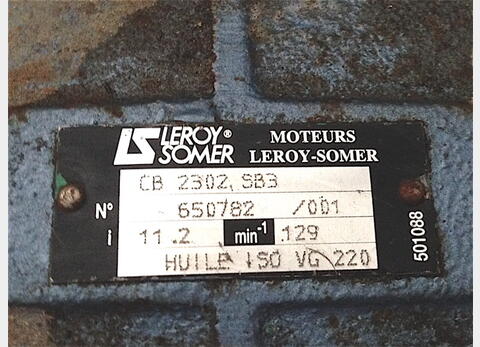 LS LEROY® SOMER MOTEURS LEROY-SOMER
CB 2302 SB3
N° 650782 /001
i 11.2 min-1 129
HUILE ISO VG 220
501088